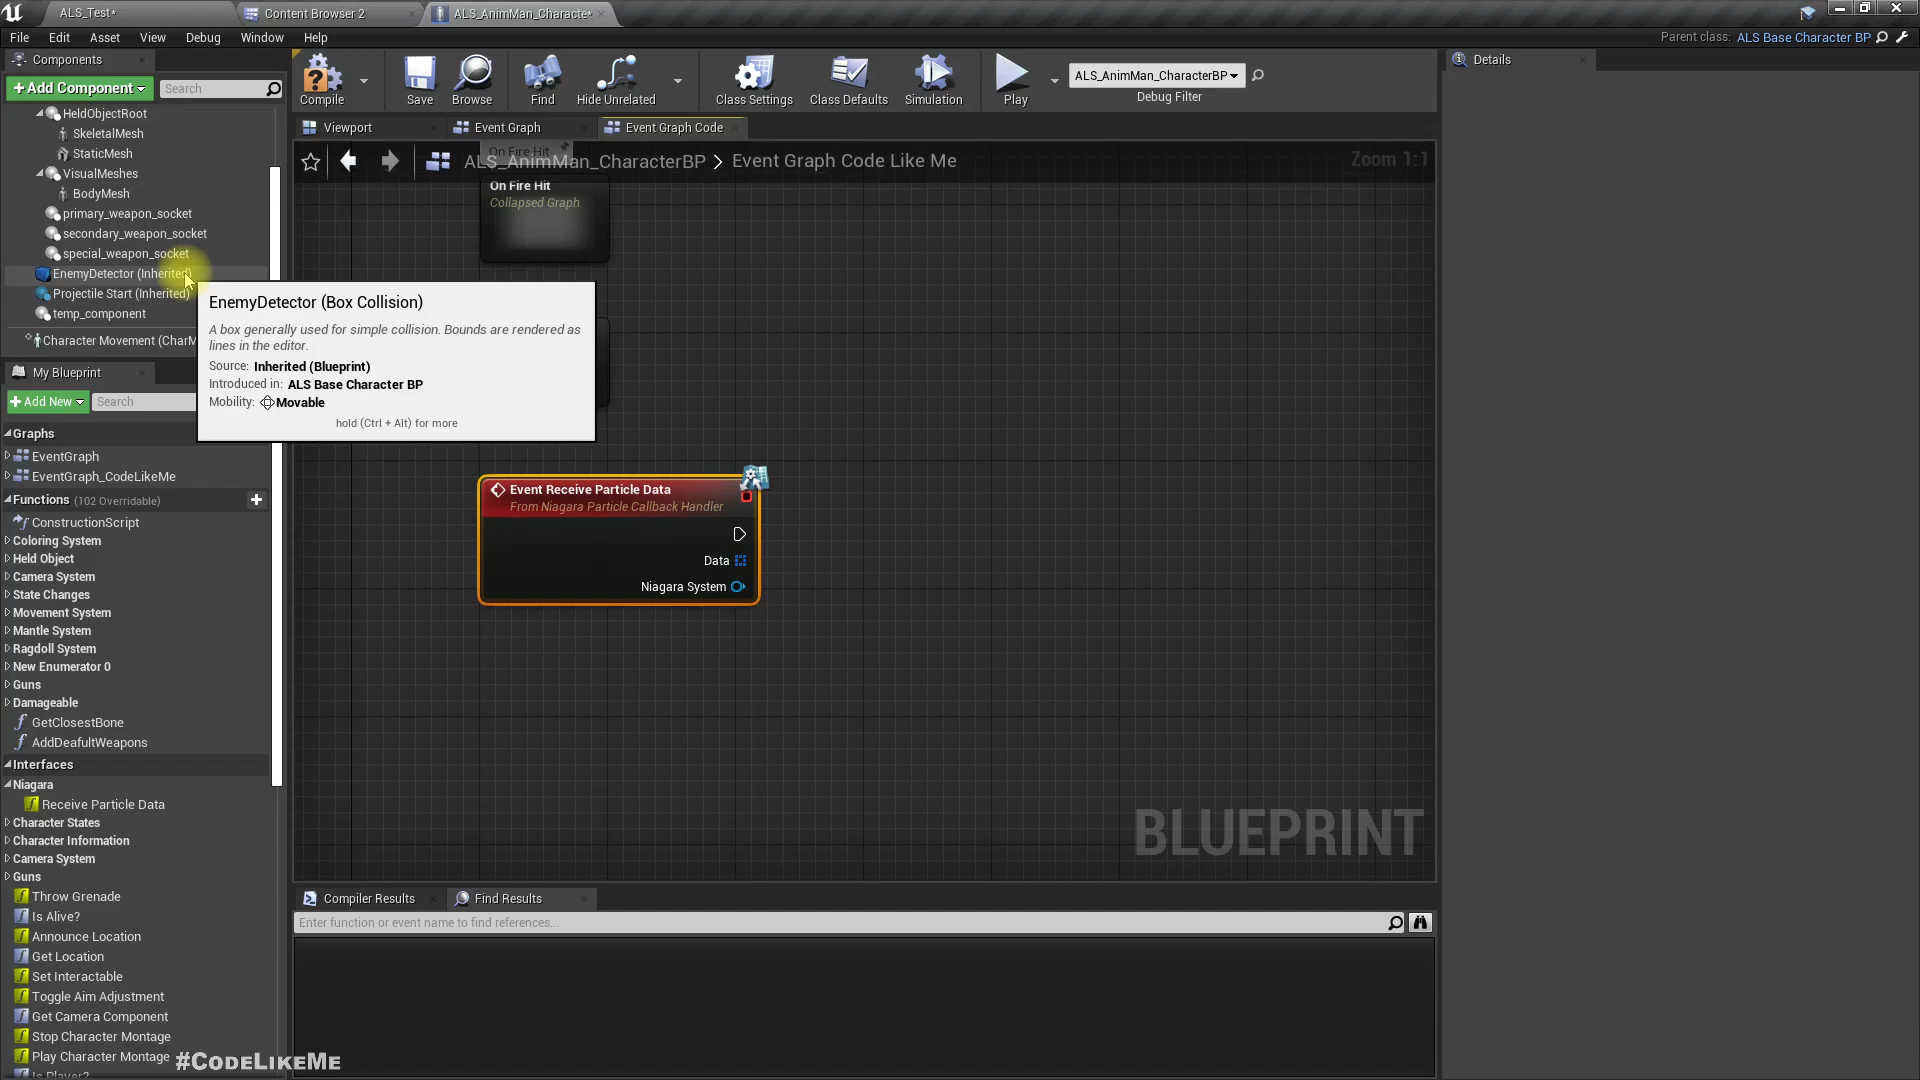 ALS_Test*
Content Browser 2
ALS_AnimMan_Characte*
File
Edit
Asset
View
Debug
Window
Help
Parent class:
ALS Base Character BP
Components
Details
+ Add Component
Search
Compile
Save
Browse
Find
Hide Unrelated
Class Settings
Class Defaults
Simulation
Play
ALS_AnimMan_CharacterBP
Debug Filter
HeldObjectRoot
SkeletalMesh
StaticMesh
VisualMeshes
BodyMesh
primary_weapon_socket
secondary_weapon_socket
special_weapon_socket
EnemyDetector (Inherited)
Projectile Start (Inherited)
temp_component
Character Movement (CharM
Viewport
Event Graph
Event Graph Code
On Fire Hit
ALS_AnimMan_CharacterBP > Event Graph Code Like Me
Zoom 1:1
On Fire Hit
Collapsed Graph
EnemyDetector (Box Collision)
A box generally used for simple collision. Bounds are rendered as
lines in the editor.
Source: Inherited (Blueprint)
Introduced in: ALS Base Character BP
Mobility: Movable
hold (Ctrl + Alt) for more
My Blueprint
+ Add New
Search
Graphs
EventGraph
EventGraph_CodeLikeMe
Functions (102 Overridable)
ConstructionScript
Coloring System
Held Object
Camera System
State Changes
Movement System
Mantle System
Ragdoll System
New Enumerator 0
Guns
Damageable
GetClosestBone
AddDeafultWeapons
Interfaces
Niagara
Receive Particle Data
Character States
Character Information
Camera System
Guns
Throw Grenade
Is Alive?
Announce Location
Get Location
Set Interactable
Toggle Aim Adjustment
Get Camera Component
Stop Character Montage
Play Character Montage
Is Player?
Event Receive Particle Data
From Niagara Particle Callback Handler
Data
Niagara System
BLUEPRINT
Compiler Results
Find Results
Enter function or event name to find references...
#CodeLikeMe